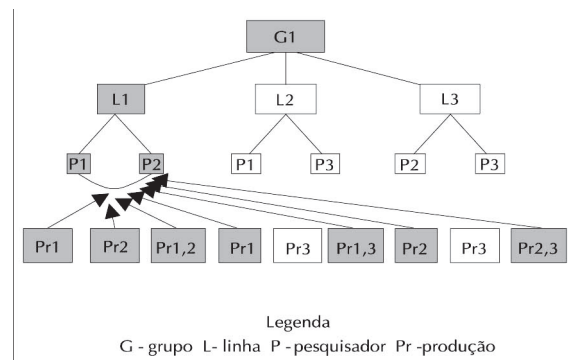 G1
L1 L2 L3
P1 P2 P1 P3 P2 P3
Pr1 Pr2 Pr1,2 Pr1 Pr3 Pr1,3 Pr2 Pr3 Pr2,3
Legenda
G - grupo L- linha P - pesquisador Pr -produção